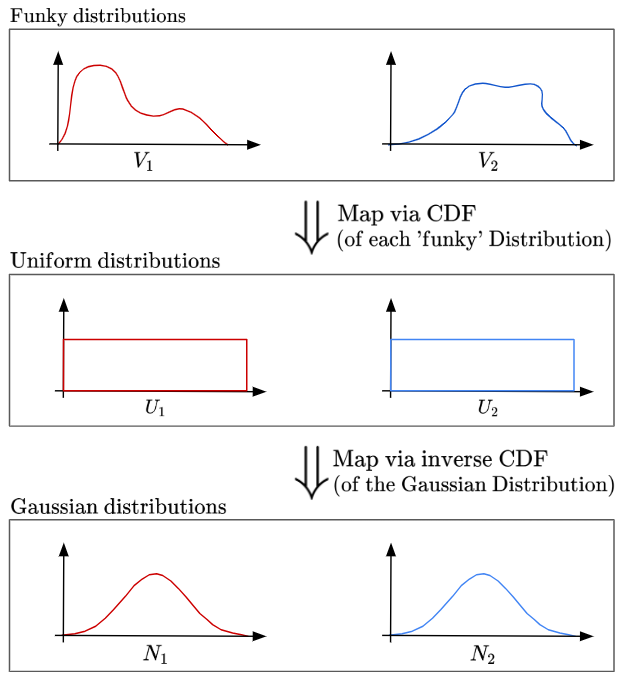 Funky distributions
V1
V2
Map via CDF
(of each 'funky' Distribution)
Uniform distributions
U1
U2
Map via inverse CDF
(of the Gaussian Distribution)
Gaussian distributions
N1
N2